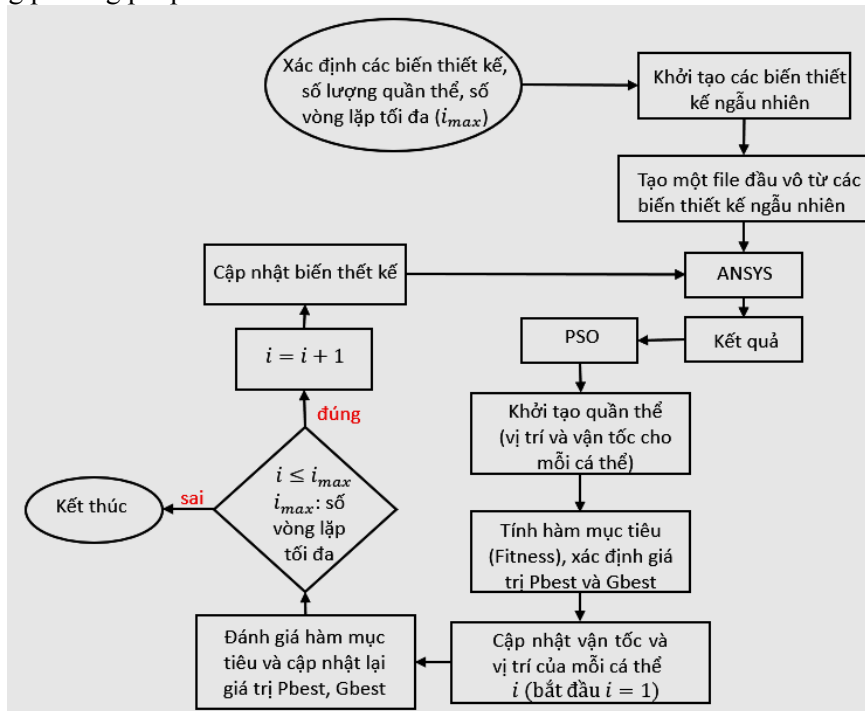 Xác định các biến thiết kế,
số lượng quần thể, số
vòng lặp tối đa (𝑖𝑚𝑎𝑥)
Khởi tạo các biến thiết
kế ngẫu nhiên
Tạo một file đầu vô từ các
biến thiết kế ngẫu nhiên
Cập nhật biến thết kế
ANSYS
Kết quả
PSO
𝑖 = 𝑖 + 1
Khởi tạo quần thể
(vị trí và vận tốc cho
mỗi cá thể)
đúng
𝑖 ≤ 𝑖𝑚𝑎𝑥
𝑖𝑚𝑎𝑥: số
vòng lặp
tối đa
sai
Kết thúc
Tính hàm mục tiêu
(Fitness), xác định giá
trị Pbest và Gbest
Cập nhật vận tốc và
vị trí của mỗi cá thể
𝑖 (bắt đầu 𝑖 = 1)
Đánh giá hàm mục
tiêu và cập nhật lại
giá trị Pbest, Gbest